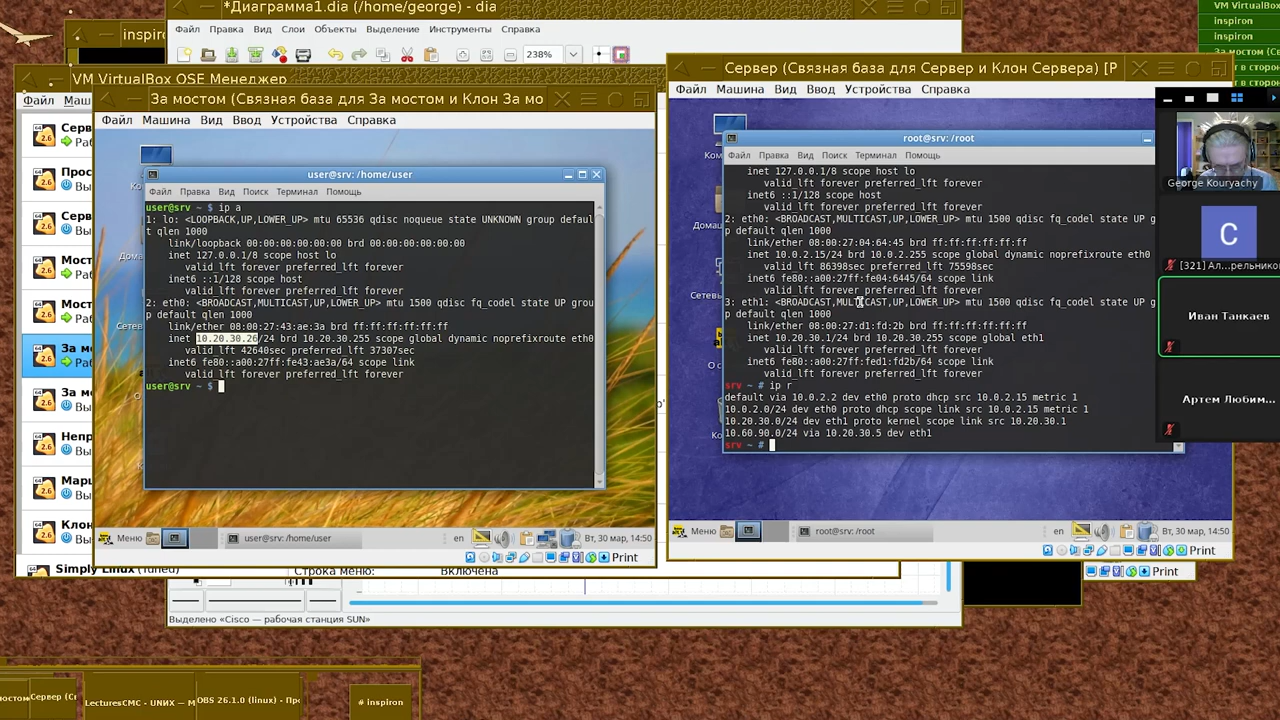 *Диаграмма1.dia (/home/george) - dia
inspiro
VM VirtualBox
inspiron
inspiron
Файл Правка Вид Слои Объекты Выделение Инструменты Справка
238%
VM VirtualBox OSE Менеджер
Файл
За мостом (Связная база для За мостом и Клон За мо
Файл Машина Вид Ввод Устройства Справка
user@srv: /home/user
Файл Правка Вид Поиск Терминал Помощь
user@srv ~ $ ip a
1: lo: <LOOPBACK,UP,LOWER_UP> mtu 65536 qdisc noqueue state UNKNOWN group defaul
t qlen 1000
link/loopback 00:00:00:00:00:00 brd 00:00:00:00:00:00
inet 127.0.0.1/8 scope host lo
valid_lft forever preferred_lft forever
inet6 ::1/128 scope host
valid_lft forever preferred_lft forever
2: eth0: <BROADCAST,MULTICAST,UP,LOWER_UP> mtu 1500 qdisc fq_codel state UP grou
p default qlen 1000
link/ether 08:00:27:43:ae:3a brd ff:ff:ff:ff:ff:ff
inet 10.20.30.26/24 brd 10.20.30.255 scope global dynamic noprefixroute eth0
valid_lft 42640sec preferred_lft 37307sec
inet6 fe80::a00:27ff:fe43:ae3a/64 scope link
valid_lft forever preferred_lft forever
user@srv ~ $
Меню
user@srv: /home/user
en
Вт, 30 мар, 14:50
Print
Сервер (Связная база для Сервер и Клон Сервера) [Р
Файл Машина Вид Ввод Устройства Справка
root@srv: /root
Файл Правка Вид Поиск Терминал Помощь
inet 127.0.0.1/8 scope host lo
valid_lft forever preferred_lft forever
inet6 ::1/128 scope host
valid_lft forever preferred_lft forever
2: eth0: <BROADCAST,MULTICAST,UP,LOWER_UP> mtu 1500 qdisc fq_codel state UP g
p default qlen 1000
link/ether 08:00:27:04:64:45 brd ff:ff:ff:ff:ff:ff
inet 10.0.2.15/24 brd 10.0.2.255 scope global dynamic noprefixroute eth0
valid_lft 86398sec preferred_lft 75598sec
inet6 fe80::a00:27ff:fe04:6445/64 scope link
valid_lft forever preferred_lft forever
3: eth1: <BROADCAST,MULTICAST,UP,LOWER_UP> mtu 1500 qdisc fq_codel state UP g
p default qlen 1000
link/ether 08:00:27:d1:fd:2b brd ff:ff:ff:ff:ff:ff
inet 10.20.30.1/24 brd 10.20.30.255 scope global eth1
valid_lft forever preferred_lft forever
inet6 fe80::a00:27ff:fed1:fd2b/64 scope link
valid_lft forever preferred_lft forever
srv ~ # ip r
default via 10.0.2.2 dev eth0 proto dhcp src 10.0.2.15 metric 1
10.0.2.0/24 dev eth0 proto dhcp scope link src 10.0.2.15 metric 1
10.20.30.0/24 dev eth1 proto kernel scope link src 10.20.30.1
10.60.90.0/24 via 10.20.30.5 dev eth1
srv ~ #
Меню
root@srv: /root
en
Вт, 30 мар, 14:50
Print
Print
George Kouryachy
С
[321] Ал...рельников
Иван Танкаев
Артем Любим...
Simply Linux (Tuned)
Строка меню: Включена
Выделено «Cisco — рабочая станция SUN»
LecturesCMC - UNИX — M
OBS 26.1.0 (linux) - Про
# inspiron